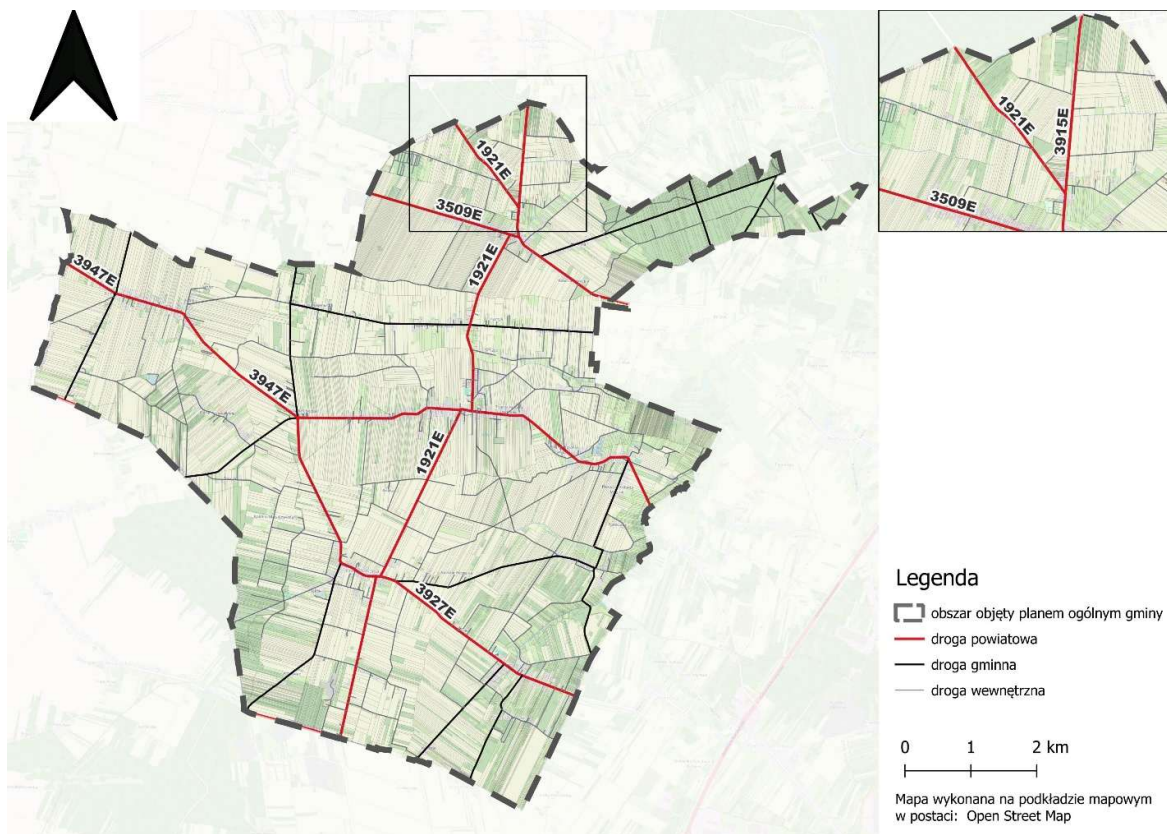 1921E
3509E
1921E
3947E
3947E
1921E
3927E
1921E
3915E
3509E
Legenda
obszar objęty planem ogólnym gminy
droga powiatowa
droga gminna
droga wewnętrzna
0 1 2 km
Mapa wykonana na podkładzie mapowym
w postaci: Open Street Map